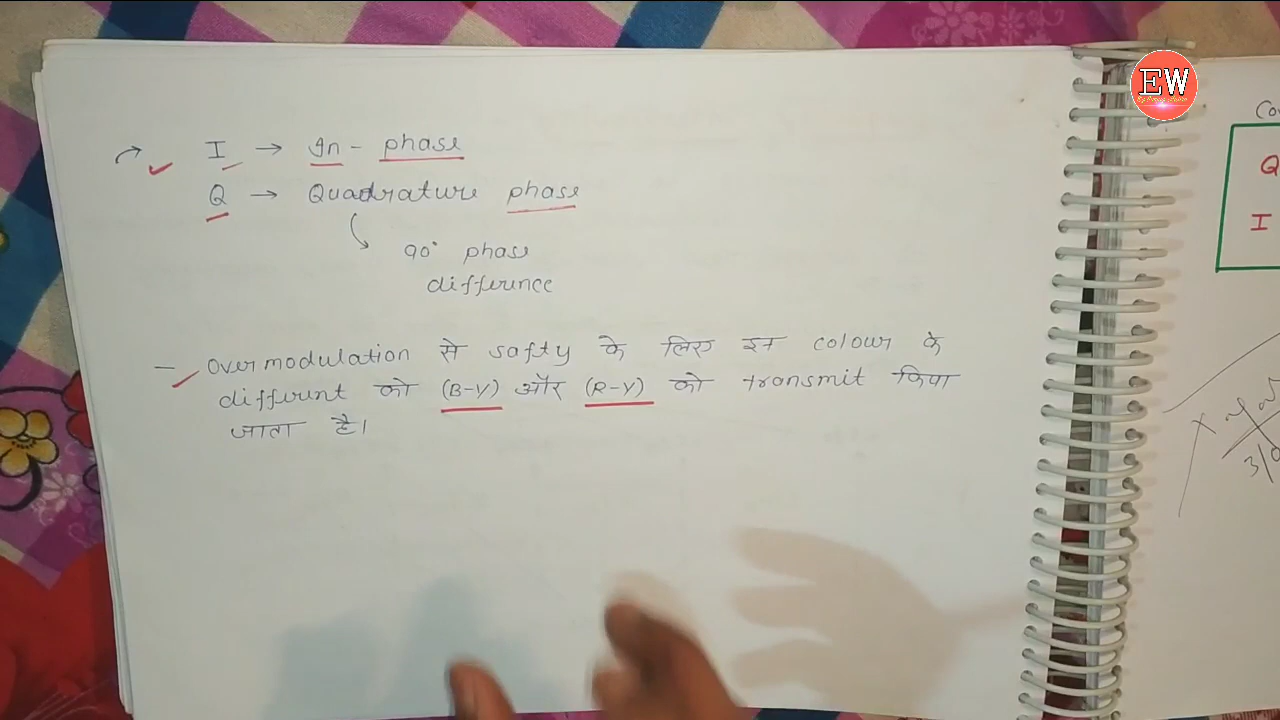 I → In - phase
Q → Quadrature phase
90° phase
difference
- Overmodulation से safty के लिए इन colour के
different को (B-Y) और (R-Y) को transmit किया
जाता है।
EW
Q
I